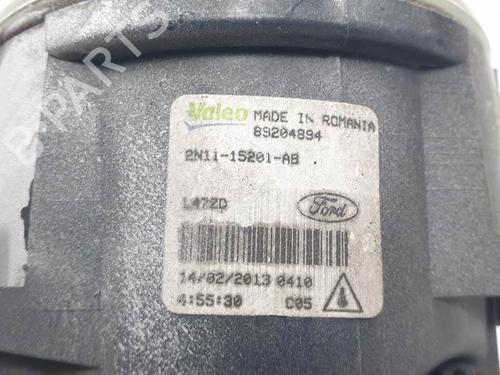 Valeo MADE IN ROMANIA
89204894
2N11-15201-AB
L47ZD
Ford
14/02/2013 0410
4:55:30 C05
B-PARTS